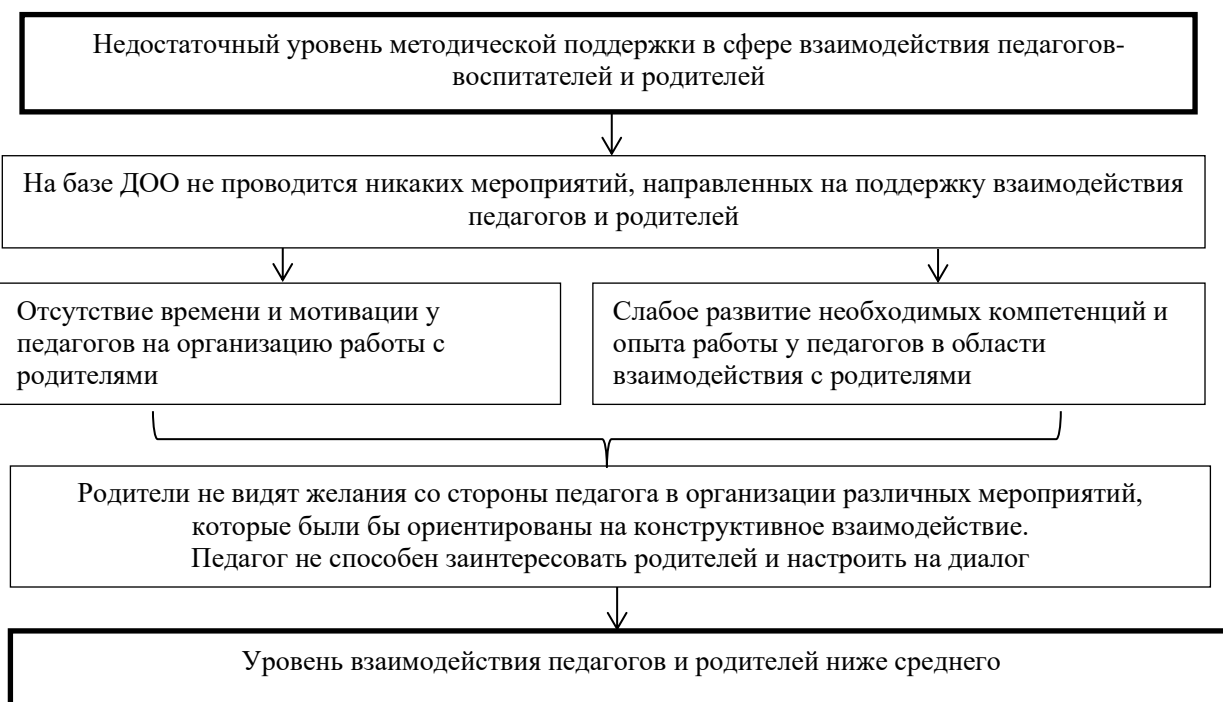 Недостаточный уровень методической поддержки в сфере взаимодействия педагогов-
воспитателей и родителей
На базе ДОО не проводится никаких мероприятий, направленных на поддержку взаимодействия
педагогов и родителей
Отсутствие времени и мотивации у
педагогов на организацию работы с
родителями
Слабое развитие необходимых компетенций и
опыта работы у педагогов в области
взаимодействия с родителями
Родители не видят желания со стороны педагога в организации различных мероприятий,
которые были бы ориентированы на конструктивное взаимодействие.
Педагог не способен заинтересовать родителей и настроить на диалог
Уровень взаимодействия педагогов и родителей ниже среднего